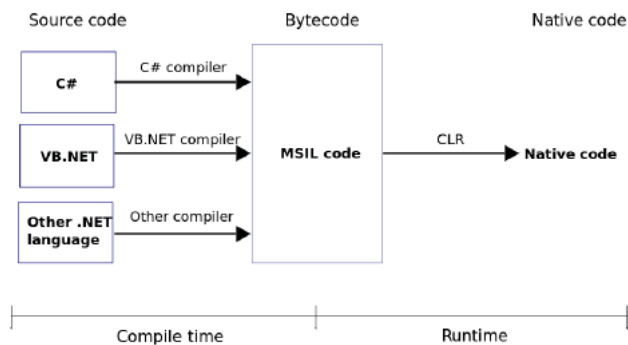 Source code
Bytecode
Native code
C# compiler
C#
VB.NET compiler
VB.NET
MSIL code
CLR
Native code
Other compiler
Other .NET
language
Compile time
Runtime